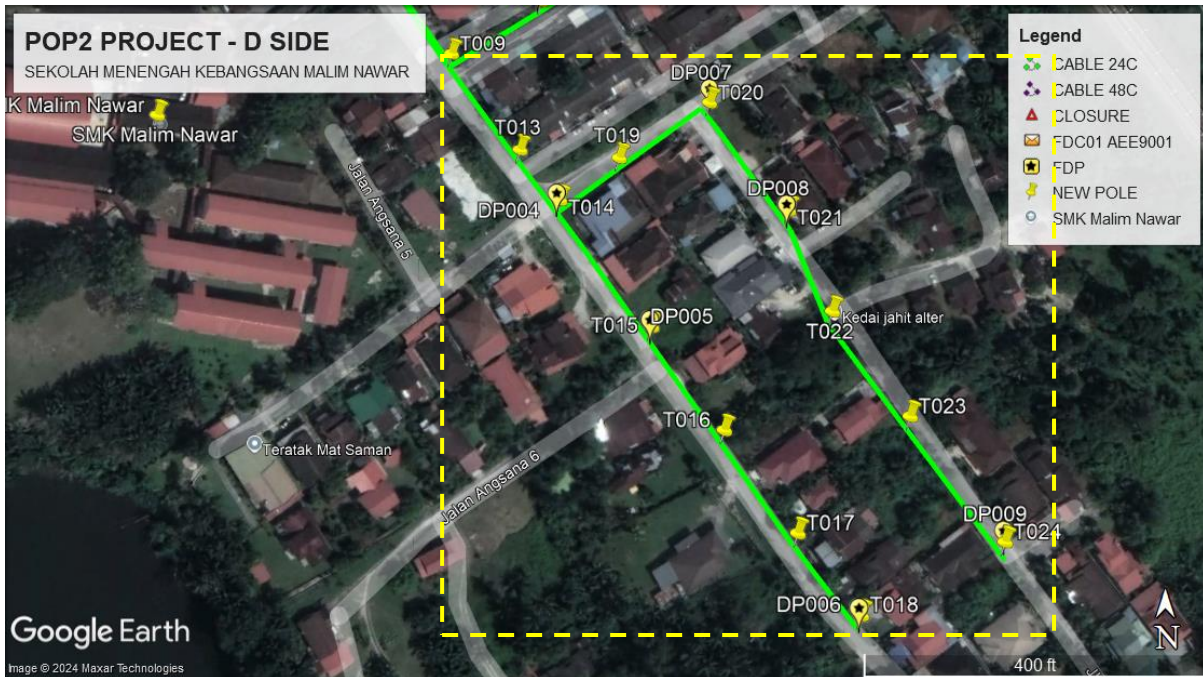 POP2 PROJECT - D SIDE
SEKOLAH MENENGAH KEBANGSAAN MALIM NAWAR
Legend
CABLE 24C
CABLE 48C
CLOSURE
FDC01 AEE9001
FDP
NEW POLE
SMK Malim Nawar
T009
DP007
T020
K Malim Nawar
SMK Malim Nawar
T013
T019
Jalan Angsana 5
DP004
T014
DP008
T021
T015
DP005
T022
Kedai jahit alter
T016
T023
Teratak Mat Saman
Jalan Angsana 6
T017
DP009
T024
DP006
T018
Google Earth
N
Image © 2024 Maxar Technologies
400 ft